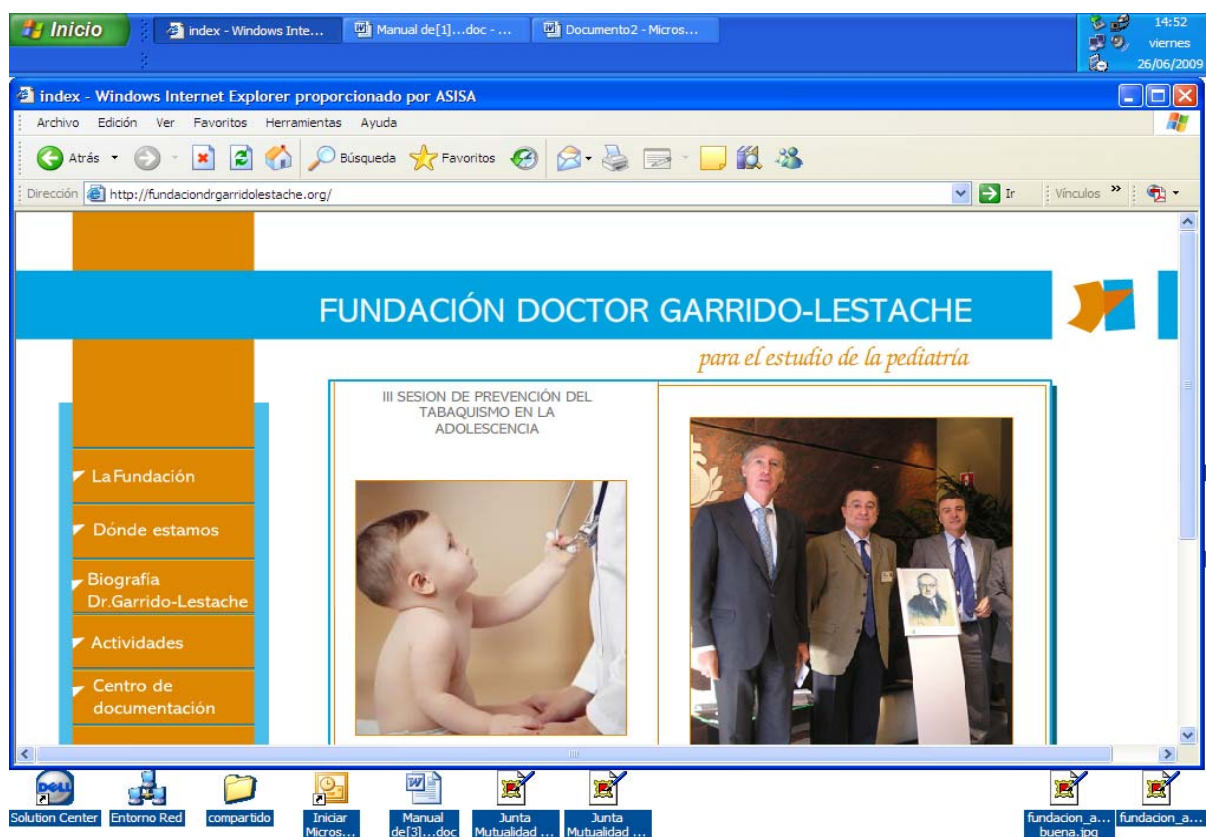 Inicio
index - Windows Inte...
Manual de[1]...doc - ...
Documento2 - Micros...
14:52
viernes
26/06/2009
index - Windows Internet Explorer proporcionado por ASISA
Archivo Edición Ver Favoritos Herramientas Ayuda
Atrás Búsqueda Favoritos
Dirección http://fundaciondrgarridolestache.org/ Ir Vínculos »
FUNDACIÓN DOCTOR GARRIDO-LESTACHE
para el estudio de la pediatría
III SESION DE PREVENCIÓN DEL
TABAQUISMO EN LA
ADOLESCENCIA
La Fundación
Dónde estamos
Biografía
Dr.Garrido-Lestache
Actividades
Centro de
documentación
DELL
Solution Center
Entorno Red
compartido
Iniciar
Micros...
Manual
de[3]...doc
Junta
Mutualidad ...
Junta
Mutualidad ...
fundacion_a...
buena.jpg
fundacion_a...